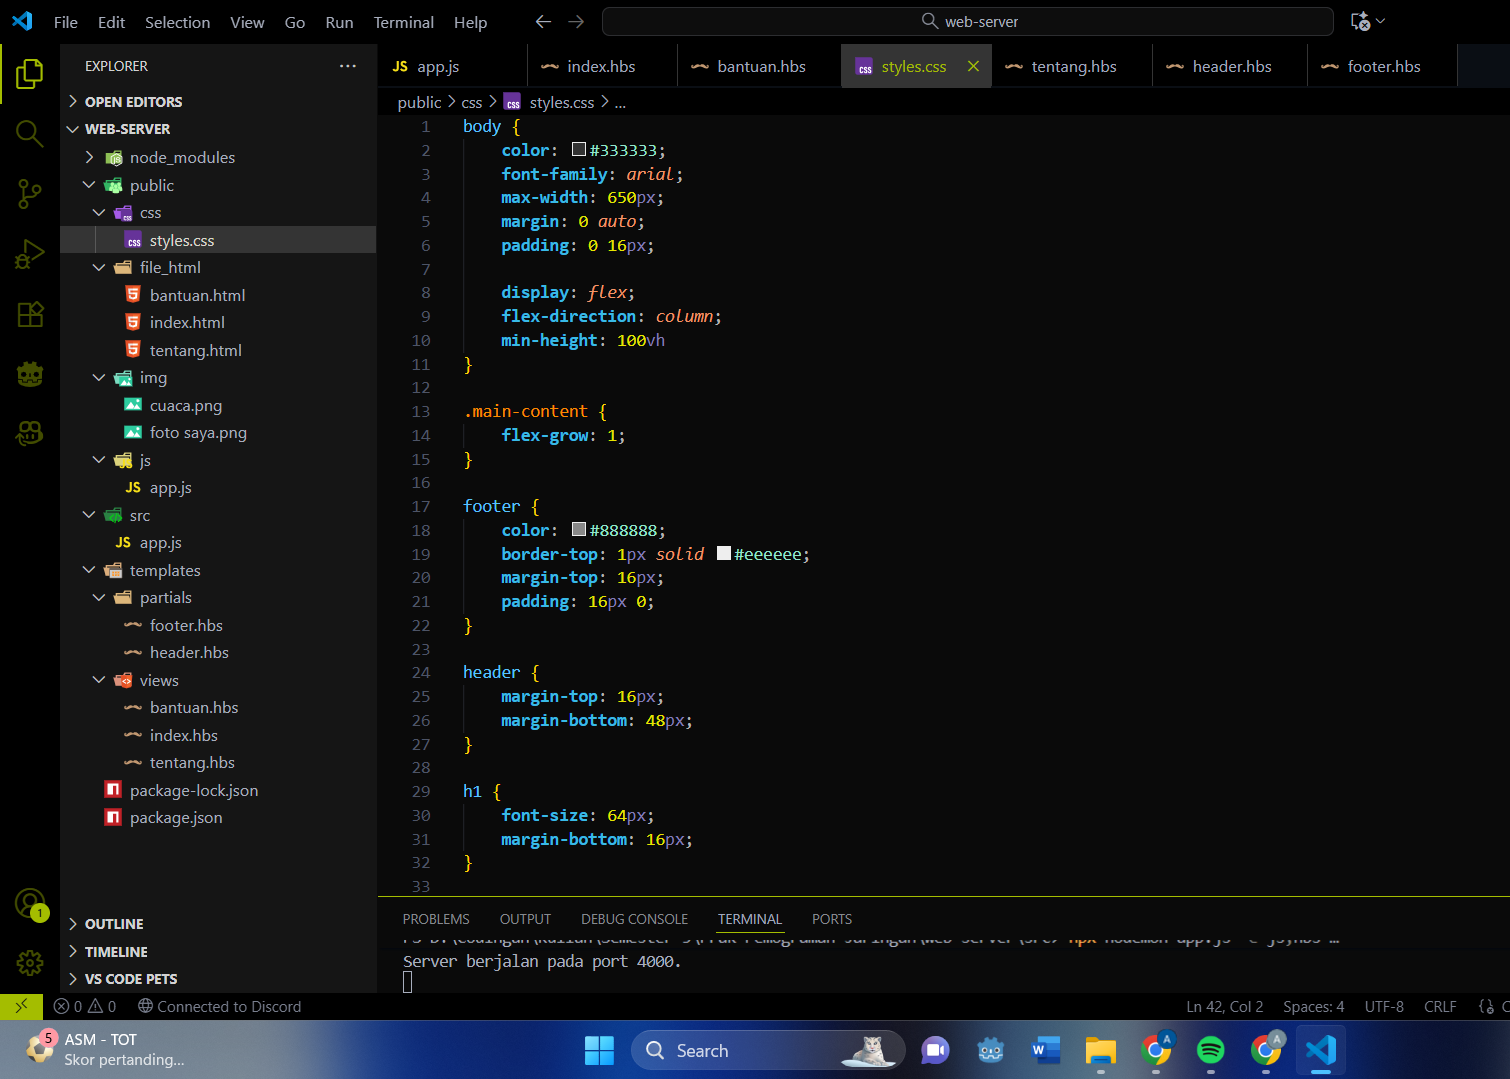 File Edit Selection View Go Run Terminal Help
web-server
EXPLORER
OPEN EDITORS
WEB-SERVER
node_modules
public
css
styles.css
file_html
bantuan.html
index.html
tentang.html
img
cuaca.png
foto saya.png
js
JS app.js
src
JS app.js
templates
partials
footer.hbs
header.hbs
views
bantuan.hbs
index.hbs
tentang.hbs
package-lock.json
package.json
OUTLINE
TIMELINE
VS CODE PETS
JS app.js index.hbs bantuan.hbs styles.css tentang.hbs header.hbs footer.hbs
public > css > styles.css > ...
1 body {
2 color: #333333;
3 font-family: arial;
4 max-width: 650px;
5 margin: 0 auto;
6 padding: 0 16px;
7
8 display: flex;
9 flex-direction: column;
10 min-height: 100vh
11 }
12
13 .main-content {
14 flex-grow: 1;
15 }
16
17 footer {
18 color: #888888;
19 border-top: 1px solid #eeeeee;
20 margin-top: 16px;
21 padding: 16px 0;
22 }
23
24 header {
25 margin-top: 16px;
26 margin-bottom: 48px;
27 }
28
29 h1 {
30 font-size: 64px;
31 margin-bottom: 16px;
32 }
33
PROBLEMS OUTPUT DEBUG CONSOLE TERMINAL PORTS
Server berjalan pada port 4000.
1
0 0 Connected to Discord
Ln 42, Col 2 Spaces: 4 UTF-8 CRLF {}
5
ASM - TOT
Skor pertanding...
Search